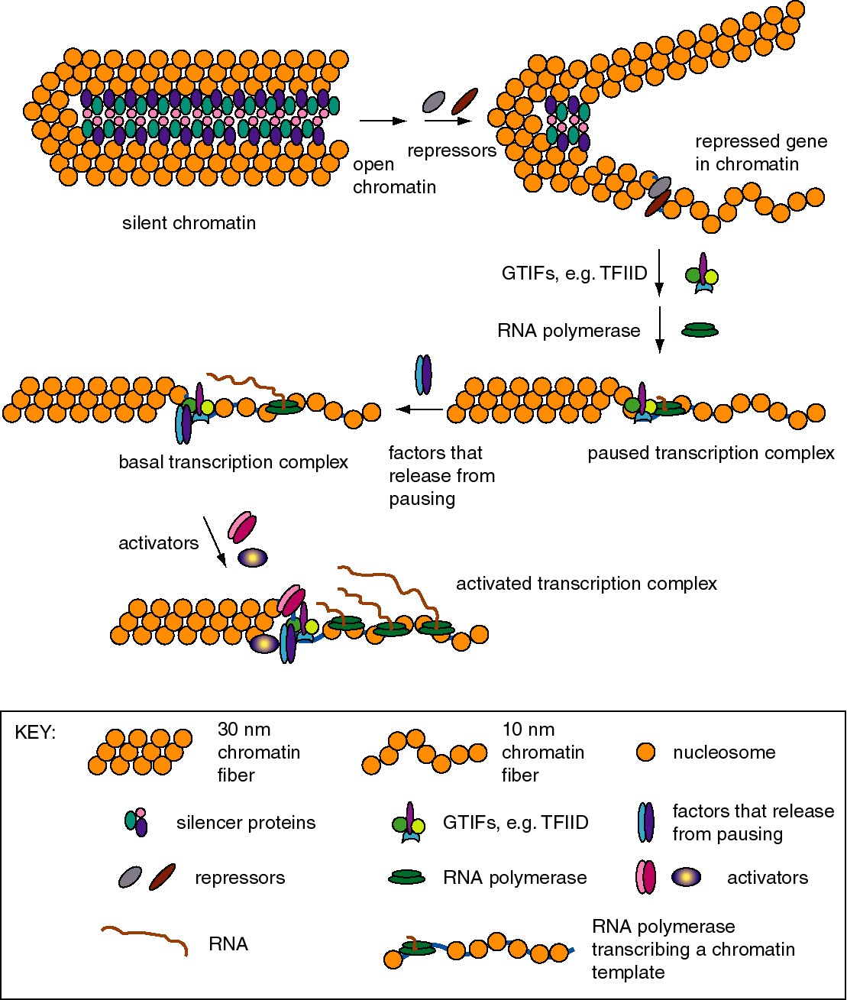 open
chromatin
repressors
silent chromatin
repressed gene
in chromatin
GTIFs, e.g. TFIID
RNA polymerase
basal transcription complex
factors that
release from
pausing
paused transcription complex
activators
activated transcription complex
KEY:
30 nm
chromatin
fiber
10 nm
chromatin
fiber
nucleosome
silencer proteins
GTIFs, e.g. TFIID
factors that release
from pausing
repressors
RNA polymerase
activators
RNA
RNA polymerase
transcribing a chromatin
template